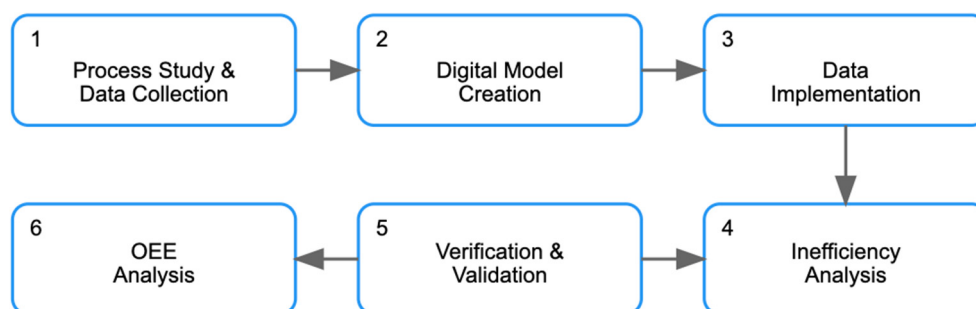 1
Process Study &
Data Collection
2
Digital Model
Creation
3
Data
Implementation
6
OEE
Analysis
5
Verification &
Validation
4
Inefficiency
Analysis